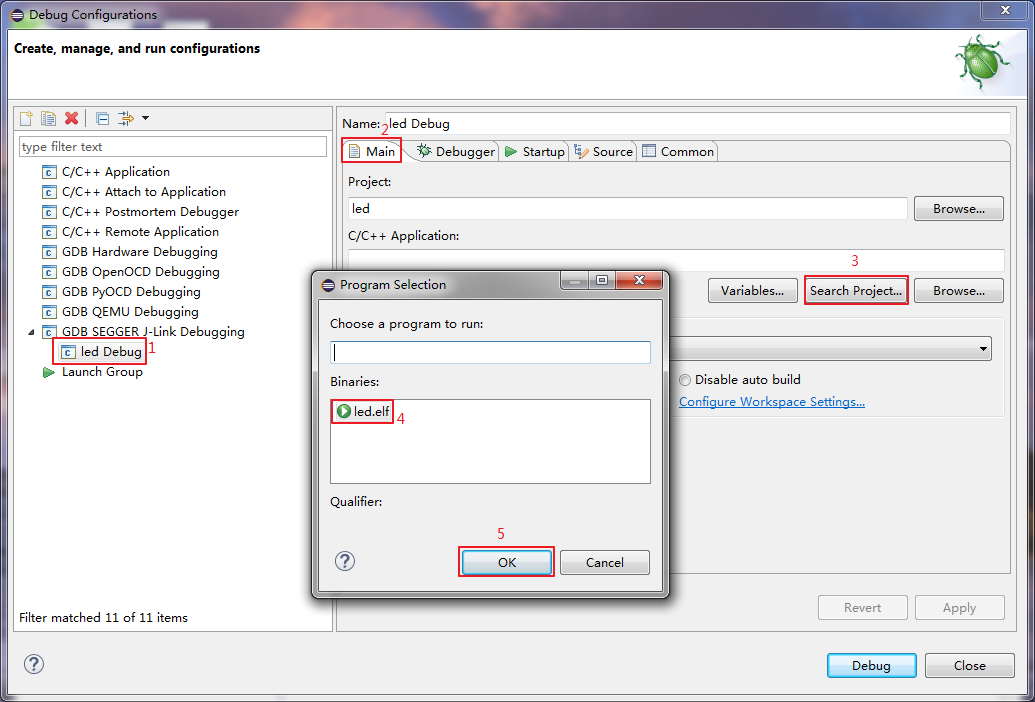 Debug Configurations
Create, manage, and run configurations
type filter text
C/C++ Application
C/C++ Attach to Application
C/C++ Postmortem Debugger
C/C++ Remote Application
GDB Hardware Debugging
GDB OpenOCD Debugging
GDB PyOCD Debugging
GDB QEMU Debugging
GDB SEGGER J-Link Debugging
led Debug 1
Launch Group
Filter matched 11 of 11 items
Name: led Debug
2
Main Debugger Startup Source Common
Project:
led Browse...
C/C++ Application:
3
Variables... Search Project... Browse...
Disable auto build
Configure Workspace Settings...
Program Selection
Choose a program to run:
Binaries:
led.elf 4
Qualifier:
5
OK Cancel
Revert Apply
Debug Close